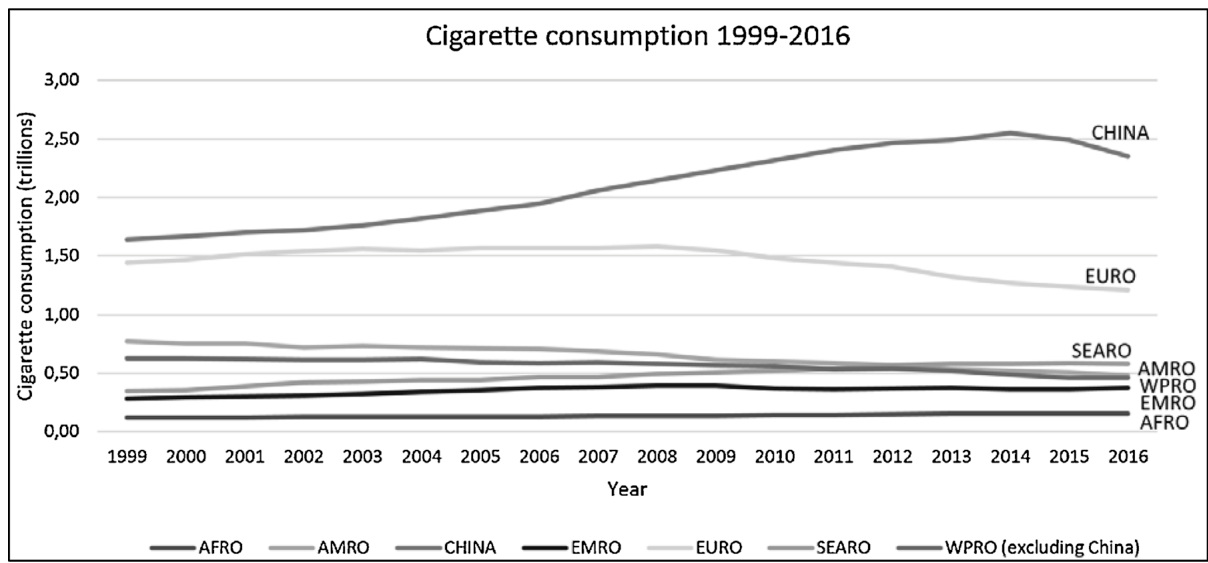 Cigarette consumption 1999-2016
Cigarette consumption (trillions)
3,00
2,50
2,00
1,50
1,00
0,50
0,00
CHINA
EURO
SEARO
AMRO
WPRO
EMRO
AFRO
1999 2000 2001 2002 2003 2004 2005 2006 2007 2008 2009 2010 2011 2012 2013 2014 2015 2016
Year
AFRO AMRO CHINA EMRO EURO SEARO WPRO (excluding China)